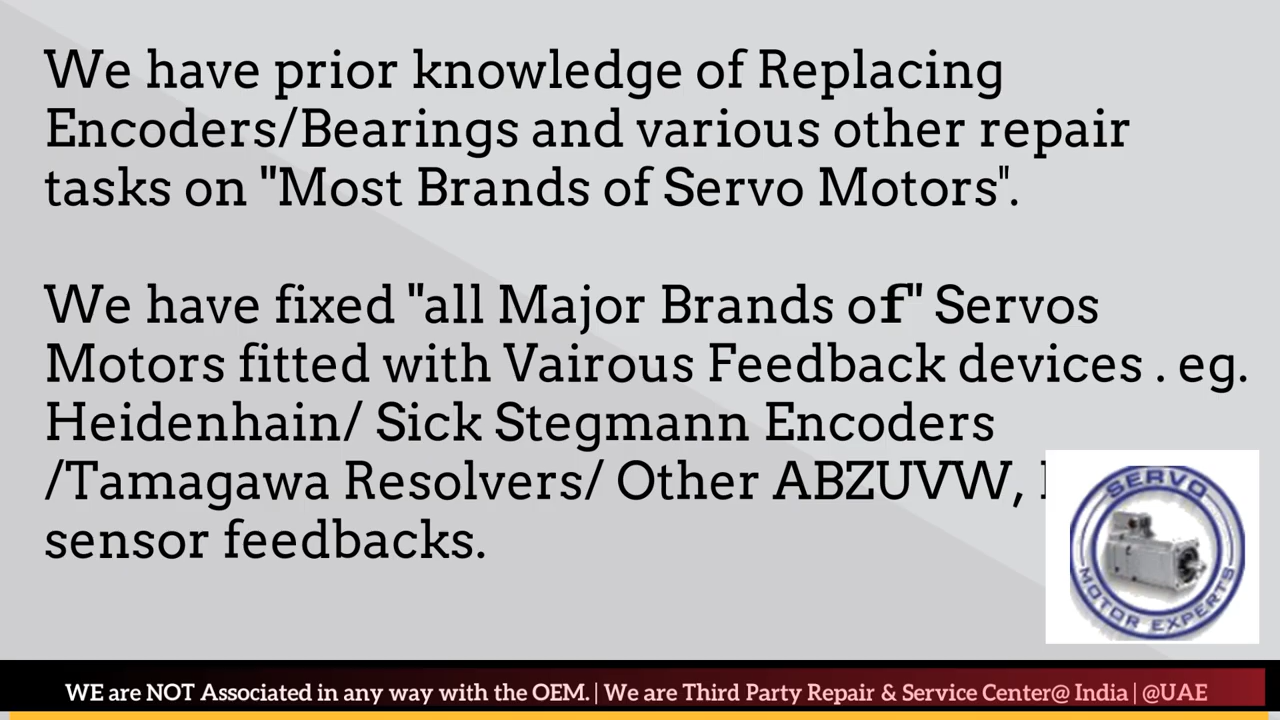 We have prior knowledge of Replacing
Encoders/Bearings and various other repair
tasks on "Most Brands of Servo Motors".
We have fixed "all Major Brands of" Servos
Motors fitted with Vairous Feedback devices . eg.
Heidenhain/ Sick Stegmann Encoders
/Tamagawa Resolvers/ Other ABZUVW,
sensor feedbacks.
SERVO
MOTOR EXPERTS
WE are NOT Associated in any way with the OEM. | We are Third Party Repair & Service Center@ India | @UAE